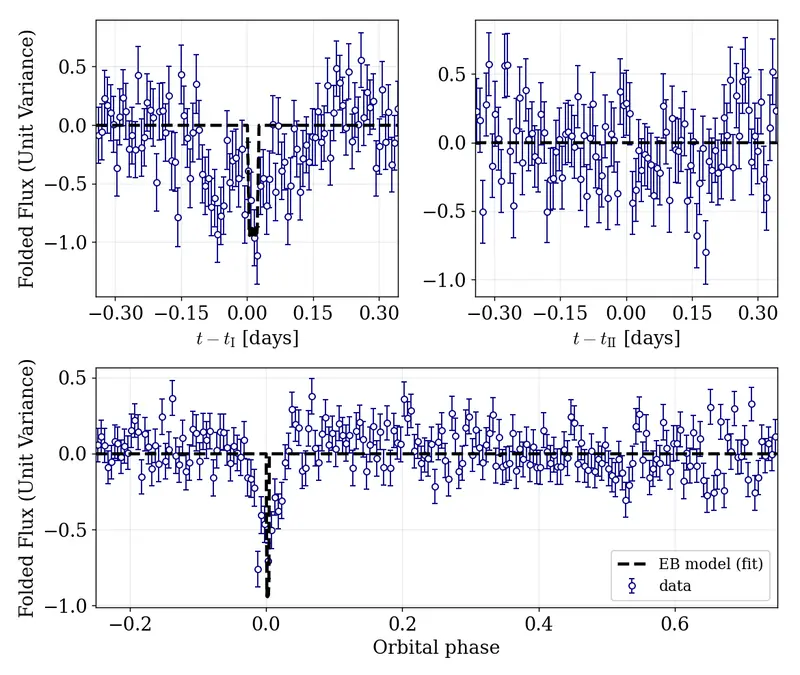 Folded Flux (Unit Variance)
0.5
0.0
−0.5
−1.0
−0.30 −0.15 0.00 0.15 0.30
t − tI [days]
0.5
0.0
−0.5
−1.0
−0.30 −0.15 0.00 0.15 0.30
t − tII [days]
Folded Flux (Unit Variance)
0.5
0.0
−0.5
−1.0
−0.2 0.0 0.2 0.4 0.6
Orbital phase
EB model (fit)
data